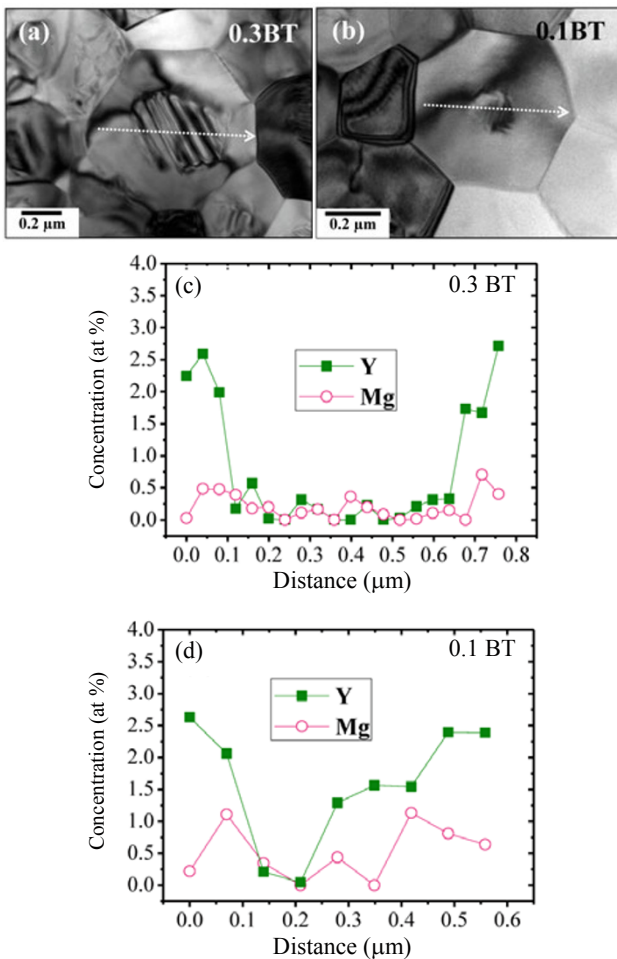 (a) 0.3BT
0.2 μm
(b) 0.1BT
0.2 μm
(c) 0.3 BT
4.0
3.5
3.0
2.5
2.0
1.5
1.0
0.5
0.0
Concentration (at %)
Y
Mg
0.0 0.1 0.2 0.3 0.4 0.5 0.6 0.7 0.8
Distance (μm)
(d) 0.1 BT
4.0
3.5
3.0
2.5
2.0
1.5
1.0
0.5
0.0
Concentration (at %)
Y
Mg
0.0 0.1 0.2 0.3 0.4 0.5 0.6
Distance (μm)